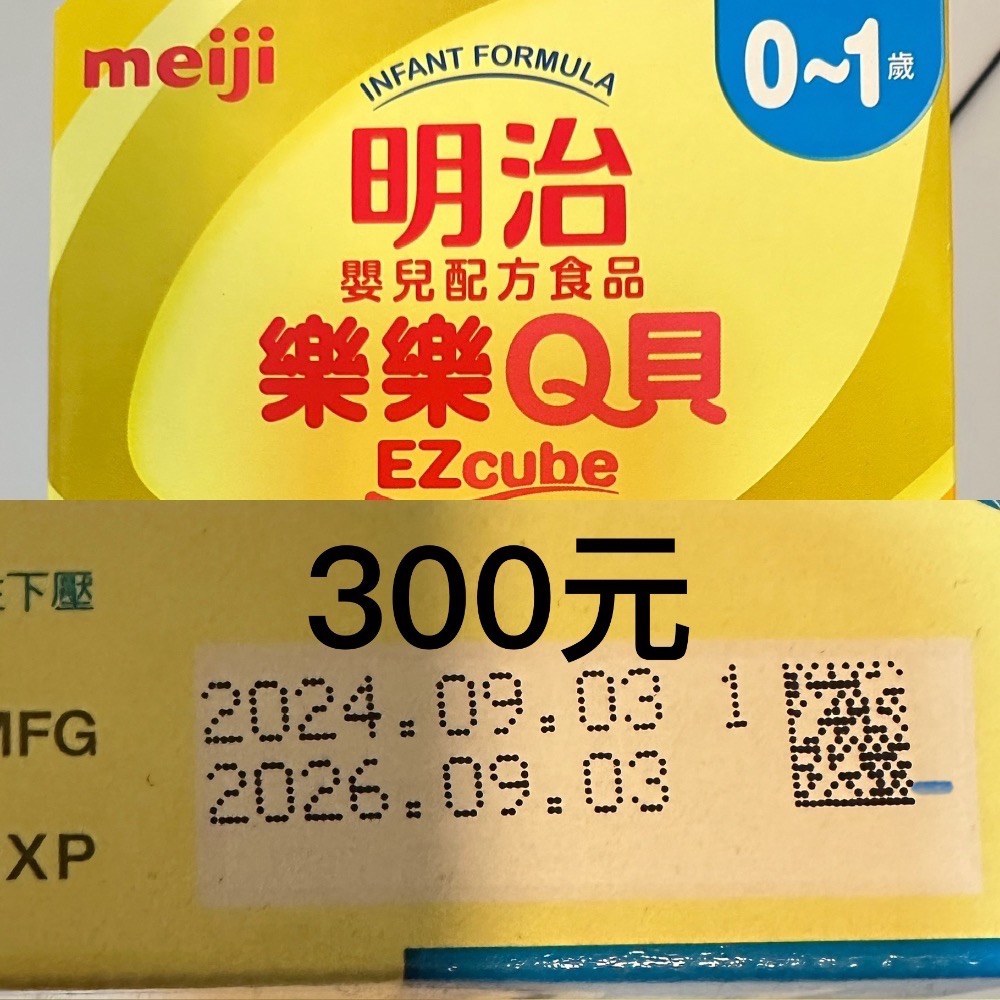 meiji
INFANT FORMULA
0~1歲
明治
嬰兒配方食品
樂樂Q貝
EZcube
300元
下壓
MFG
2024.09.03 1
2026.09.03
XP